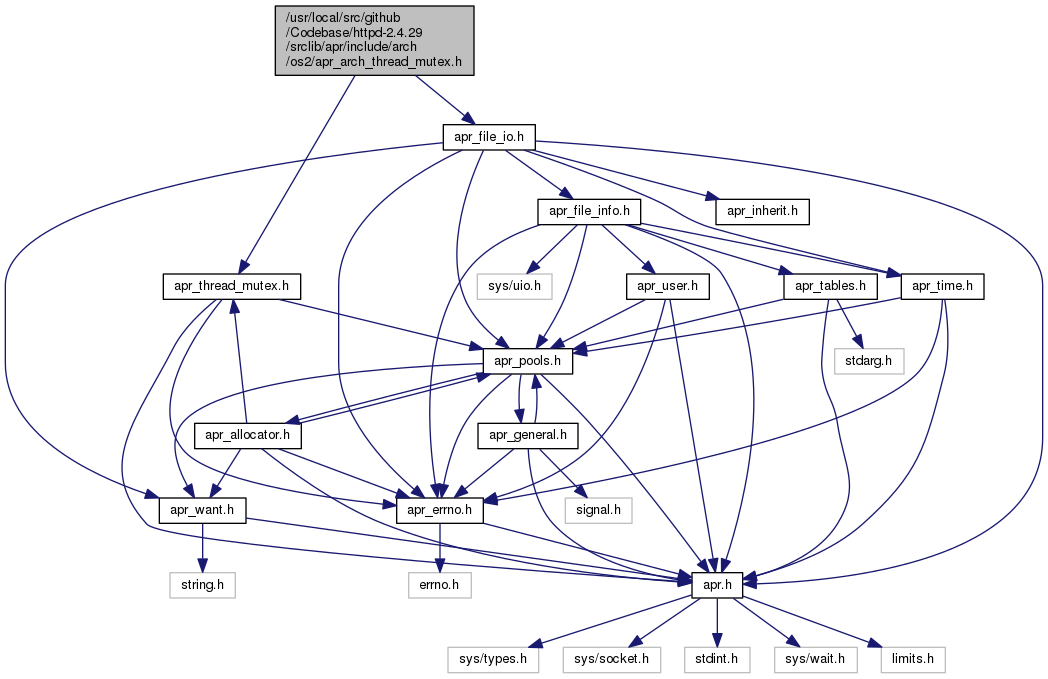 /usr/local/src/github
/Codebase/httpd-2.4.29
/srclib/apr/include/arch
/os2/apr_arch_thread_mutex.h
apr_file_io.h
apr_file_info.h
apr_inherit.h
apr_thread_mutex.h
sys/uio.h
apr_user.h
apr_tables.h
apr_time.h
apr_pools.h
stdarg.h
apr_allocator.h
apr_general.h
apr_want.h
apr_errno.h
signal.h
string.h
errno.h
apr.h
sys/types.h
sys/socket.h
stdint.h
sys/wait.h
limits.h